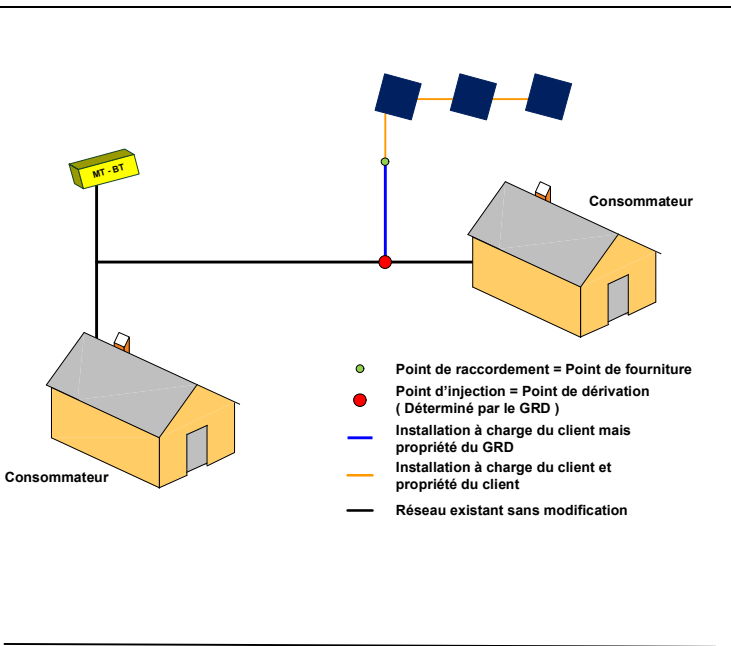 MT - BT
Consommateur
Consommateur
Point de raccordement = Point de fourniture
Point d'injection = Point de dérivation
( Déterminé par le GRD )
Installation à charge du client mais
propriété du GRD
Installation à charge du client et
propriété du client
Réseau existant sans modification